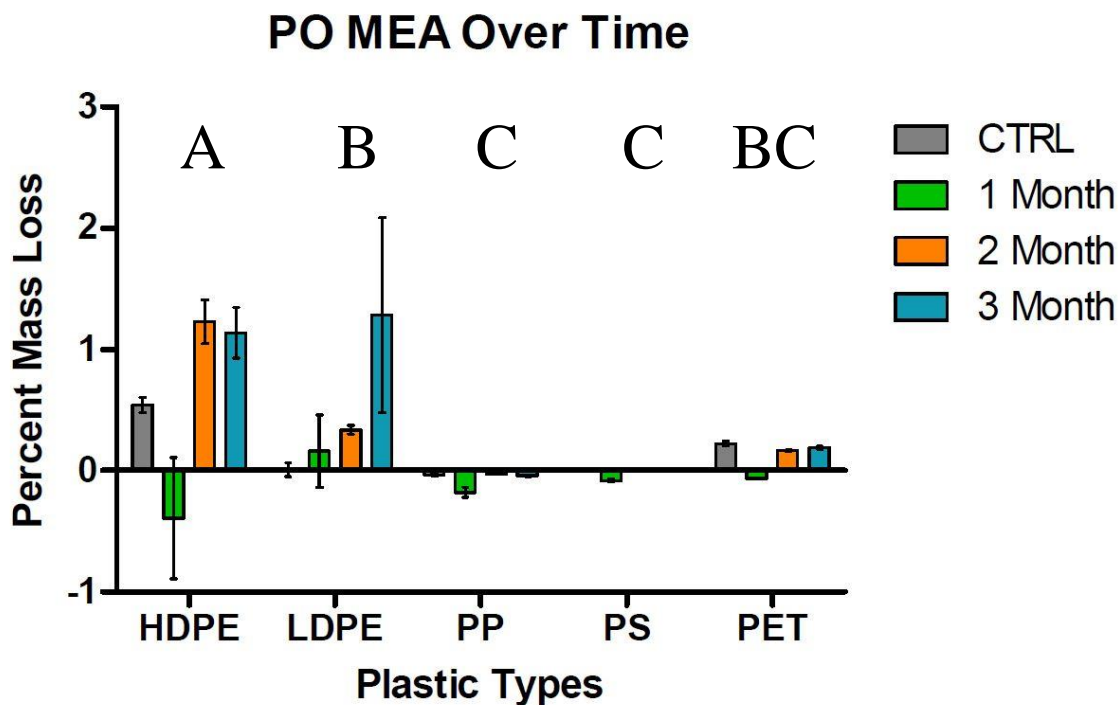 PO MEA Over Time
3
2
1
0
-1
Percent Mass Loss
A B C C BC
HDPE LDPE PP PS PET
Plastic Types
CTRL
1 Month
2 Month
3 Month